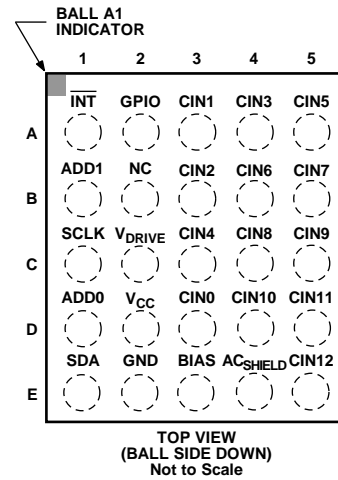 BALL A1
INDICATOR
1 2 3 4 5
INT GPIO CIN1 CIN3 CIN5
A
ADD1 NC CIN2 CIN6 CIN7
B
SCLK VDRIVE CIN4 CIN8 CIN9
C
ADD0 VCC CIN0 CIN10 CIN11
D
SDA GND BIAS ACSHIELD CIN12
E
TOP VIEW
(BALL SIDE DOWN)
Not to Scale